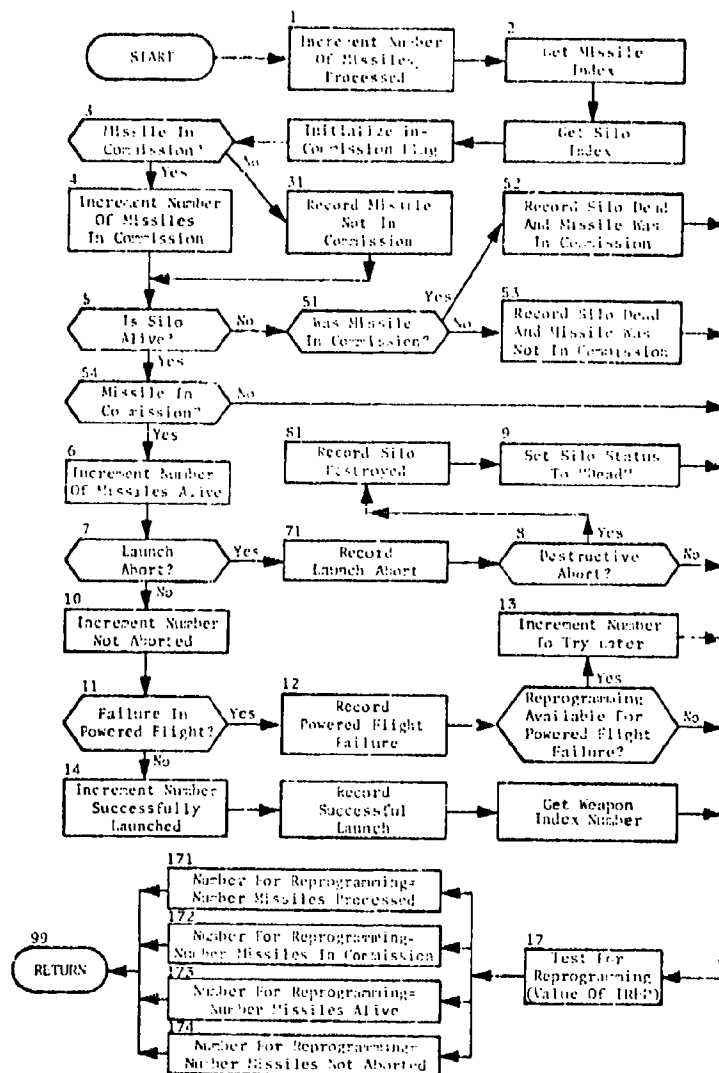 1
START
Increment Number
Of Missiles
Processed
2
Get Missile
Index
3
Missile In
Commission?
Initialize In-
Commission Flag
Get Silo
Index
Yes
No
4
Increment Number
Of Missiles
In Commission
31
Record Missile
Not In
Commission
52
Record Silo Dead
And Missile Was
In Commission
5
Is Silo
Alive?
No
51
Was Missile
In Commission?
Yes
No
53
Record Silo Dead
And Missile Was
Not In Commission
Yes
54
Missile In
Commission?
No
Yes
6
Increment Number
Of Missiles Alive
81
Record Silo
Destroyed
9
Set Silo Status
To "Dead"
7
Launch
Abort?
Yes
71
Record
Launch Abort
Yes
8
Destructive
Abort?
No
No
10
Increment Number
Not Aborted
13
Increment Number
To Try Later
Yes
11
Failure In
Powered Flight?
Yes
12
Record
Powered Flight
Failure
Reprogramming
Available for
Powered Flight
Failure?
No
No
14
Increment Number
Successfully
Launched
Record
Successful
Launch
Get Weapon
Index Number
171
Number For Reprogramming=
Number Missiles Processed
172
Number For Reprogramming=
Number Missiles In Comission
99
RETURN
17
Test For
Reprogramming
(Value Of IREP)
173
Number For Reprogramming=
Number Missiles Alive
174
Number For Reprogramming=
Number Missiles Not Aborted